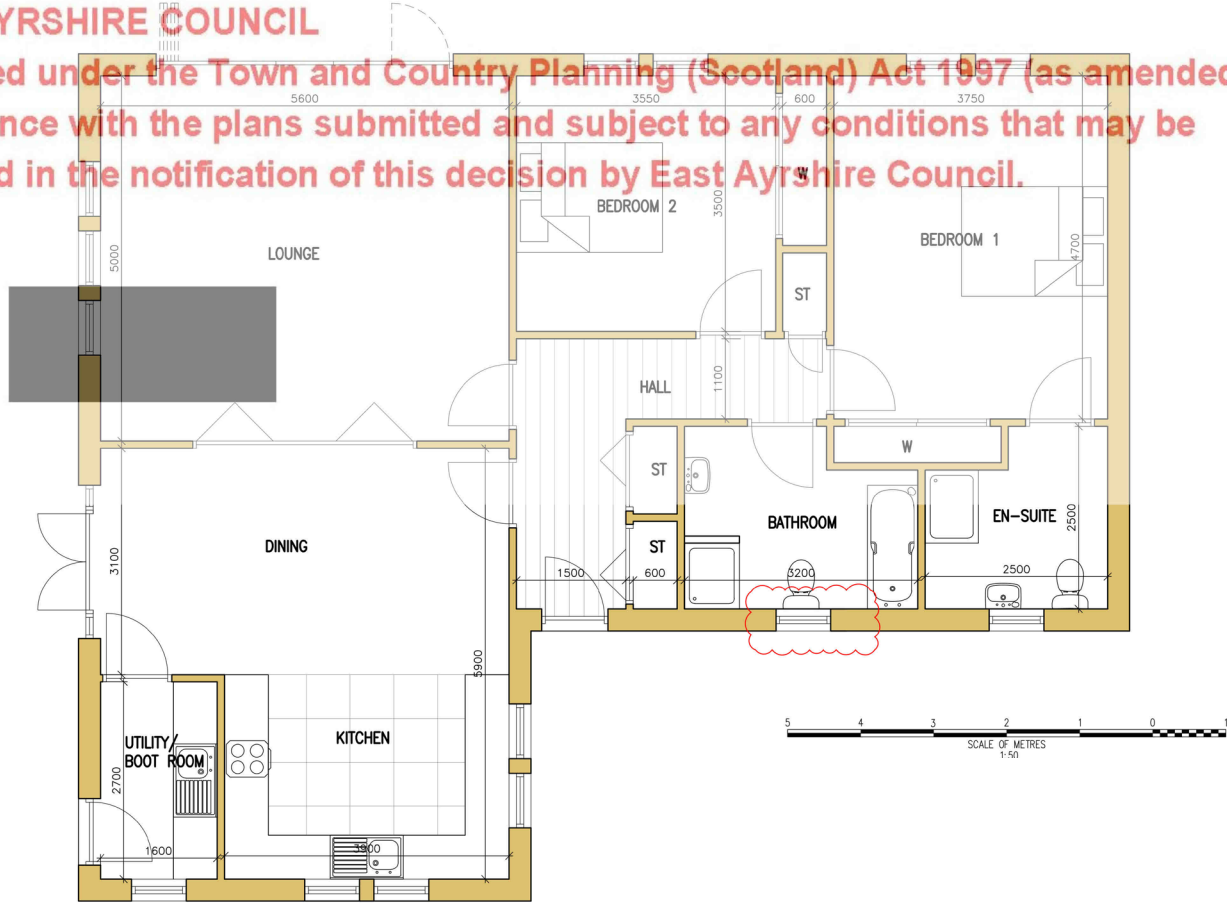 YRSHIRE COUNCIL
ed under the Town and Country Planning (Scotland) Act 1997 (as amended
5600
3550
600
3750
nce with the plans submitted and subject to any conditions that may be
d in the notification of this decision by East Ayrshire Council.
W
BEDROOM 2
3500
BEDROOM 1
4700
LOUNGE
5000
ST
HALL
1100
W
ST
ST
BATHROOM
EN-SUITE
2500
DINING
3100
1500
600
3200
2500
5900
UTILITY/
BOOT ROOM
KITCHEN
2700
1600
3900
5 4 3 2 1 0 1
SCALE OF METRES
1:50